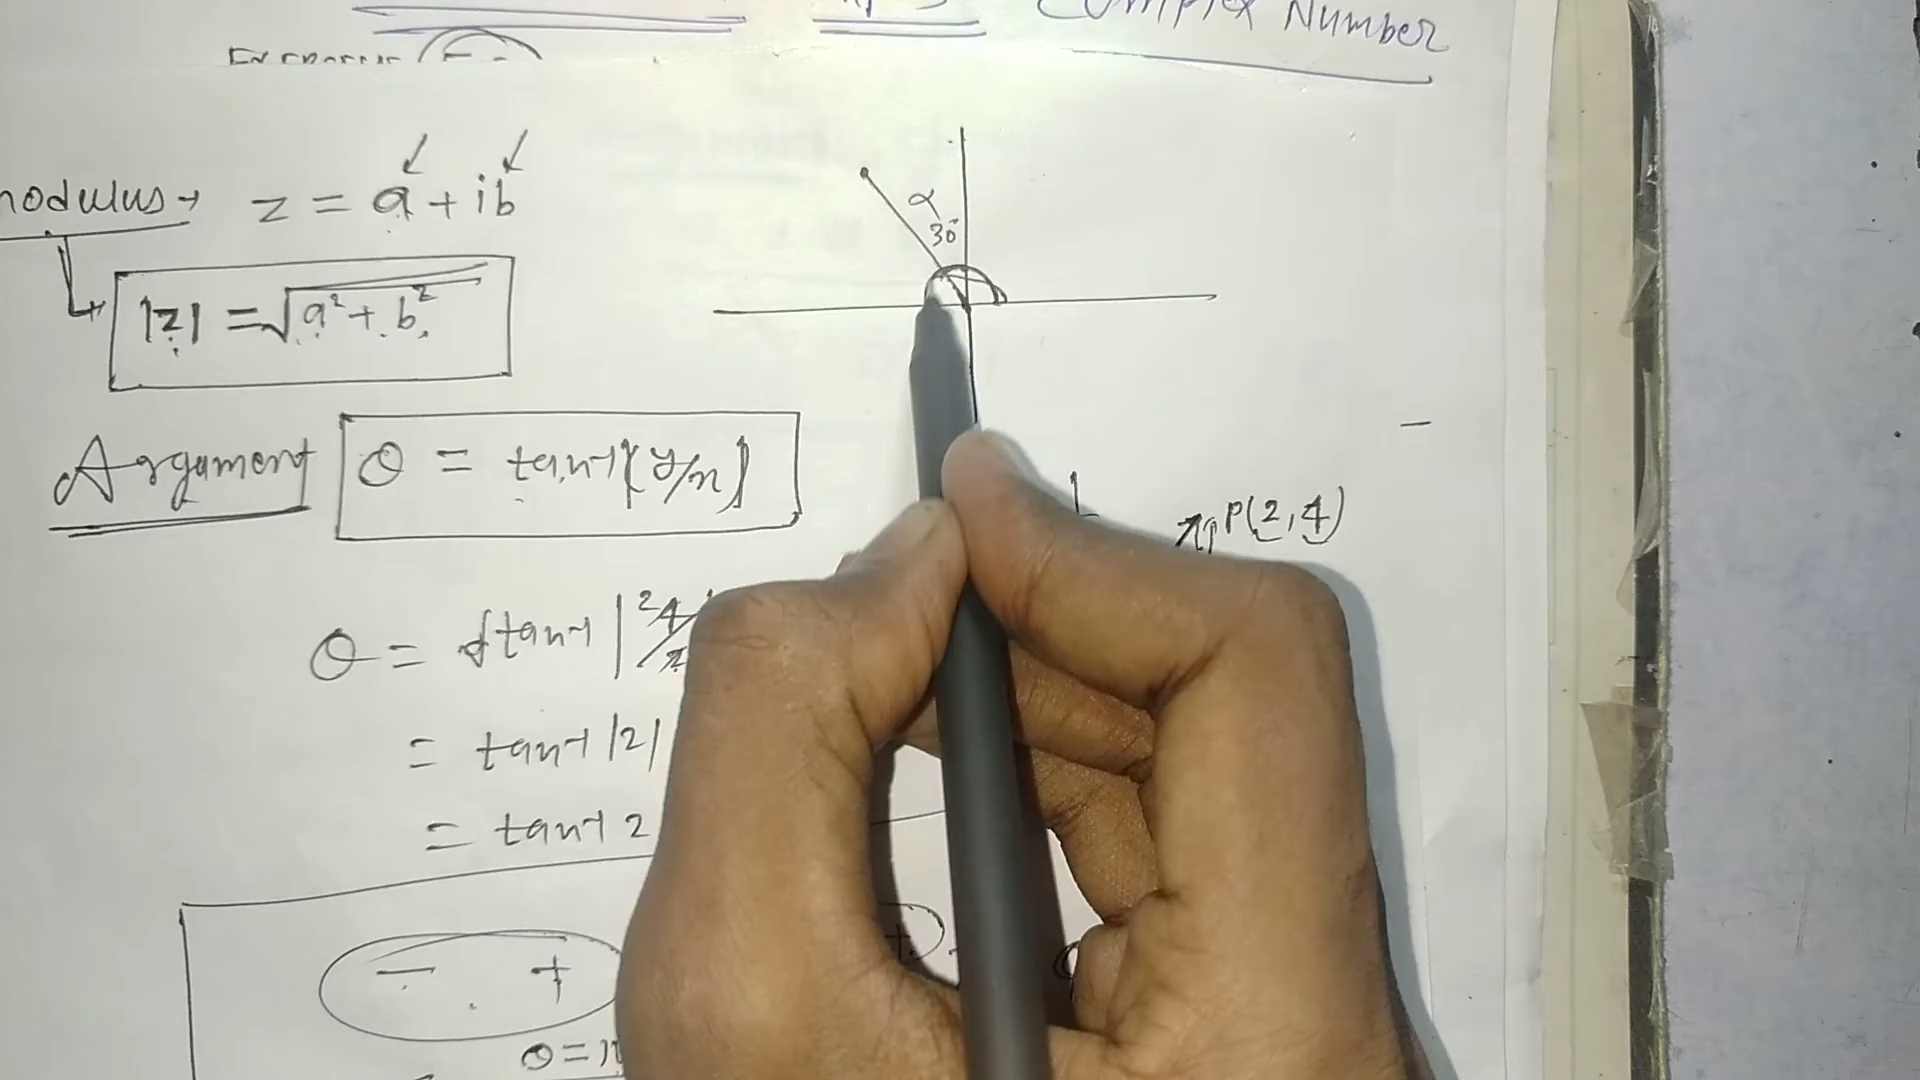 Complex Number
modulus→ z = a + ib
|z| = √a² + b²
α
30°
Argument θ = tan-1(y/x)
P(2,4)
θ = tan-1 |4/2
= tan-1 |2|
= tan-1 2
- +
θ = π